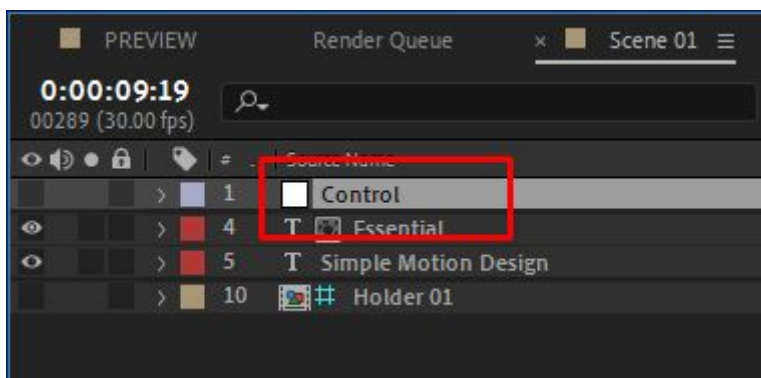 PREVIEW Render Queue × Scene 01 ≡
0:00:09:19
00289 (30.00 fps)
# Source Name
1 Control
4 T Essential
5 T Simple Motion Design
10 Holder 01